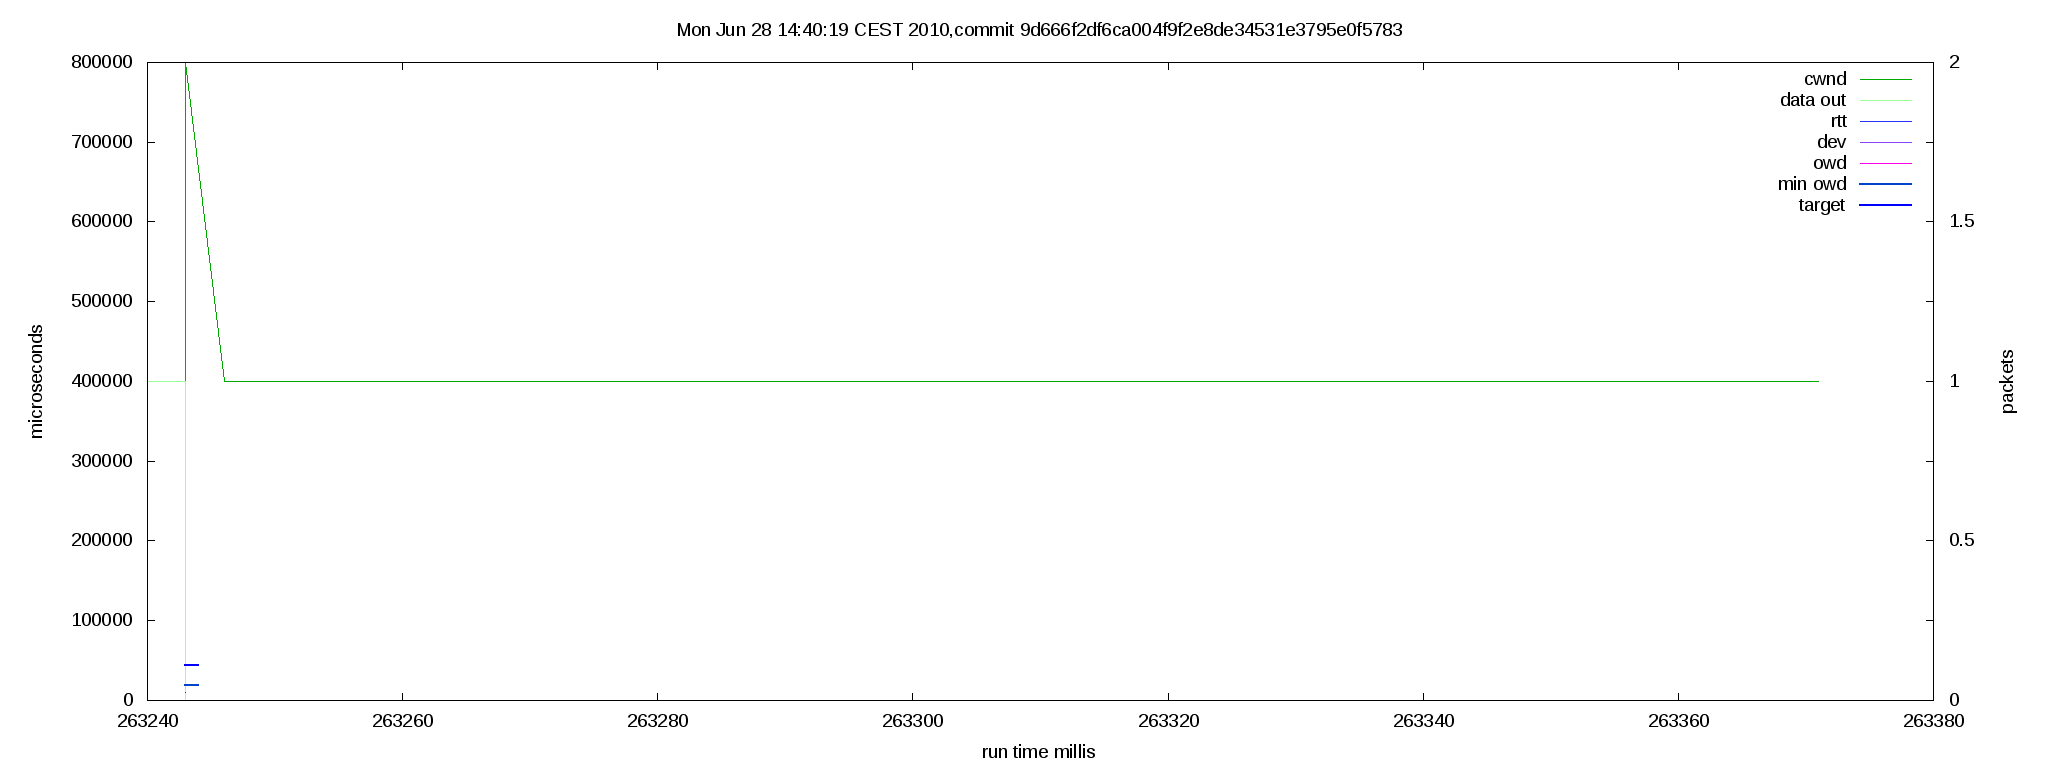 Mon Jun 28 14:40:19 CEST 2010,commit 9d666f2df6ca004f9f2e8de34531e3795e0f5783
800000
700000
600000
500000
400000
300000
200000
100000
0
microseconds
2
1.5
1
0.5
0
packets
cwnd
data out
rtt
dev
owd
min owd
target
263240 263260 263280 263300 263320 263340 263360 263380
run time millis